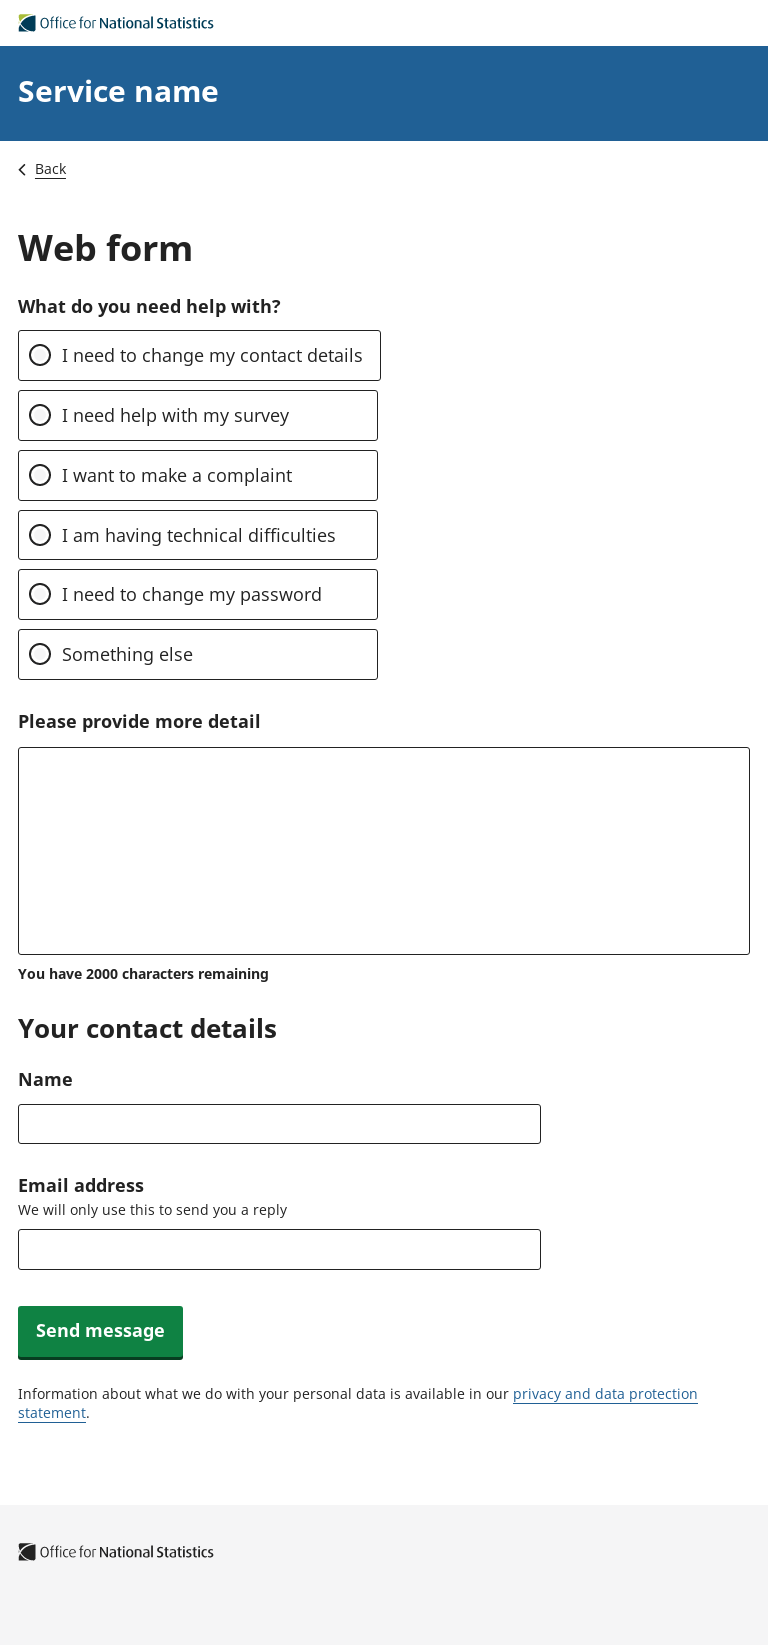 Office for National Statistics
Service name
Back
Web form
What do you need help with?
I need to change my contact details
I need help with my survey
I want to make a complaint
I am having technical difficulties
I need to change my password
Something else
Please provide more detail
You have 2000 characters remaining
Your contact details
Name
Email address
We will only use this to send you a reply
Send message
Information about what we do with your personal data is available in our privacy and data protection
statement.
Office for National Statistics